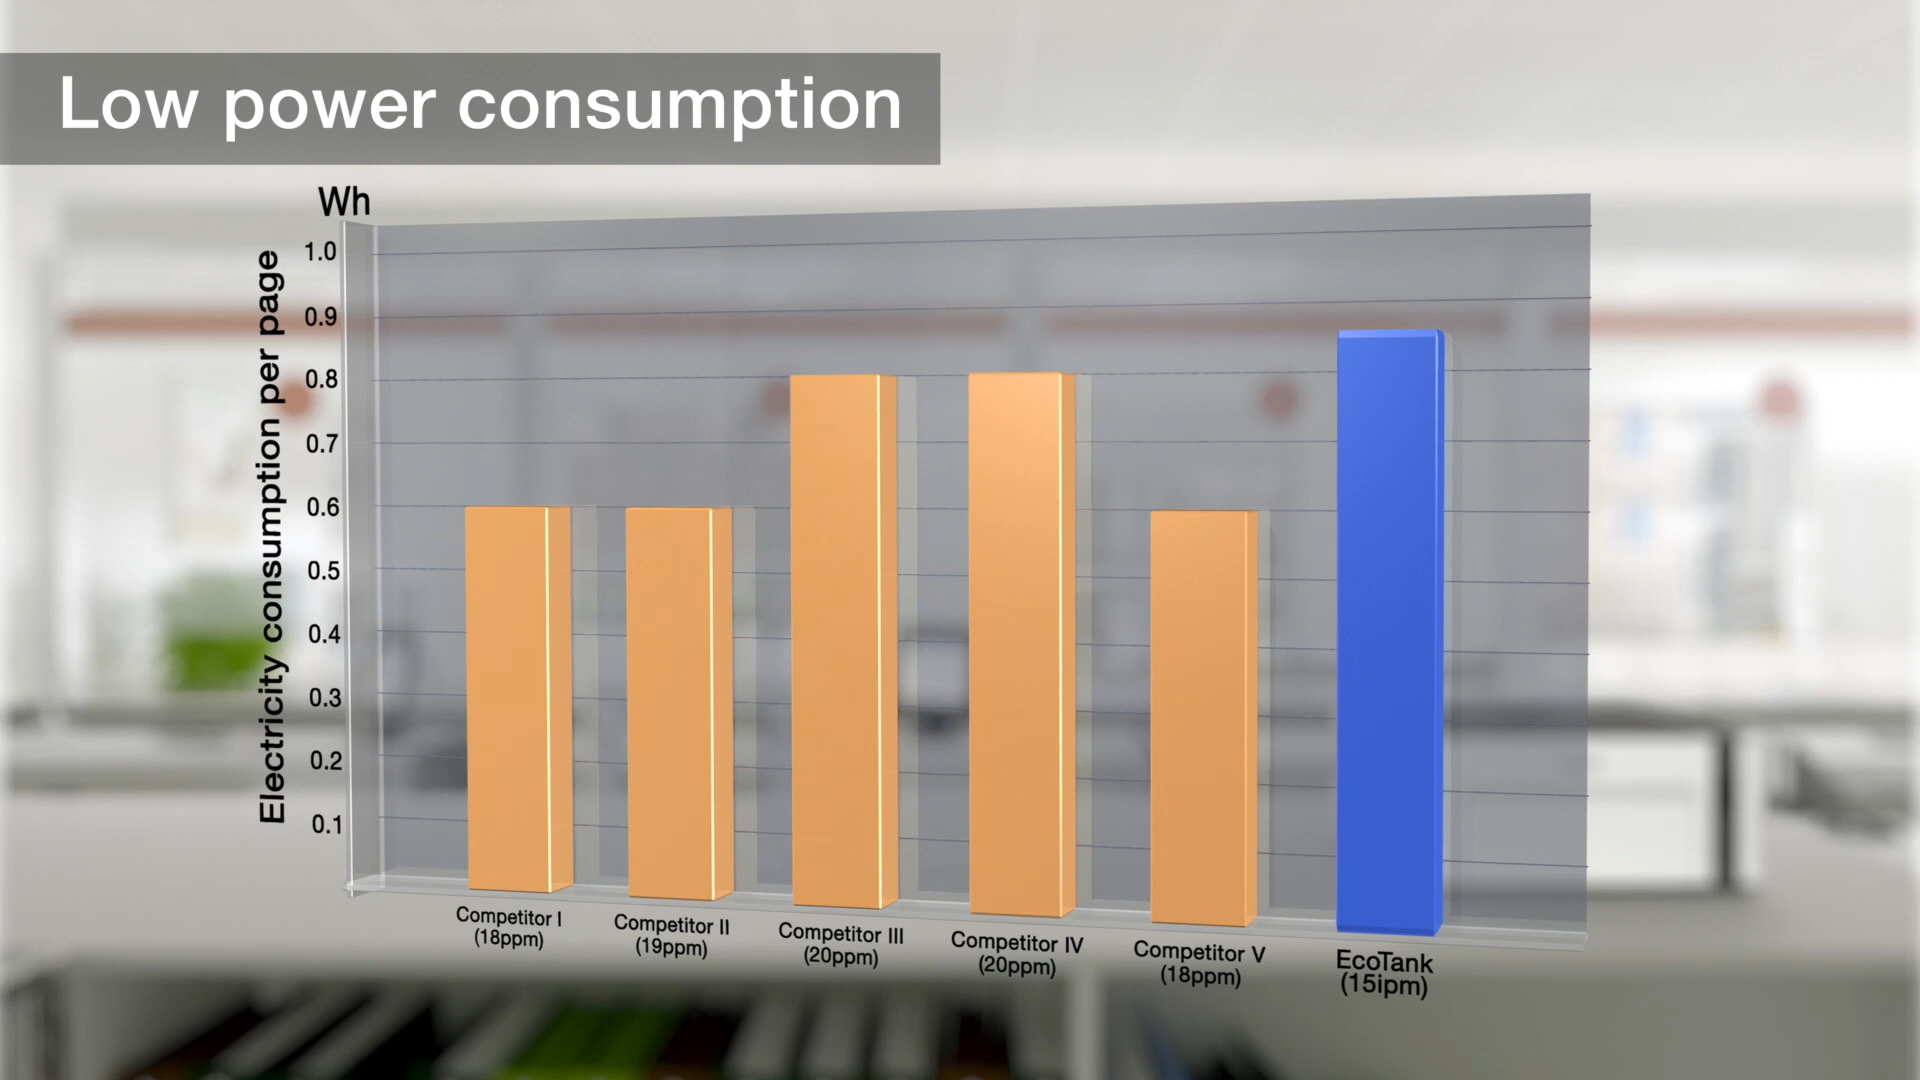 Low power consumption
Wh
Electricity consumption per page
1.0
0.9
0.8
0.7
0.6
0.5
0.4
0.3
0.2
0.1
Competitor I
(18ppm)
Competitor II
(19ppm)
Competitor III
(20ppm)
Competitor IV
(20ppm)
Competitor V
(18ppm)
EcoTank
(15ipm)